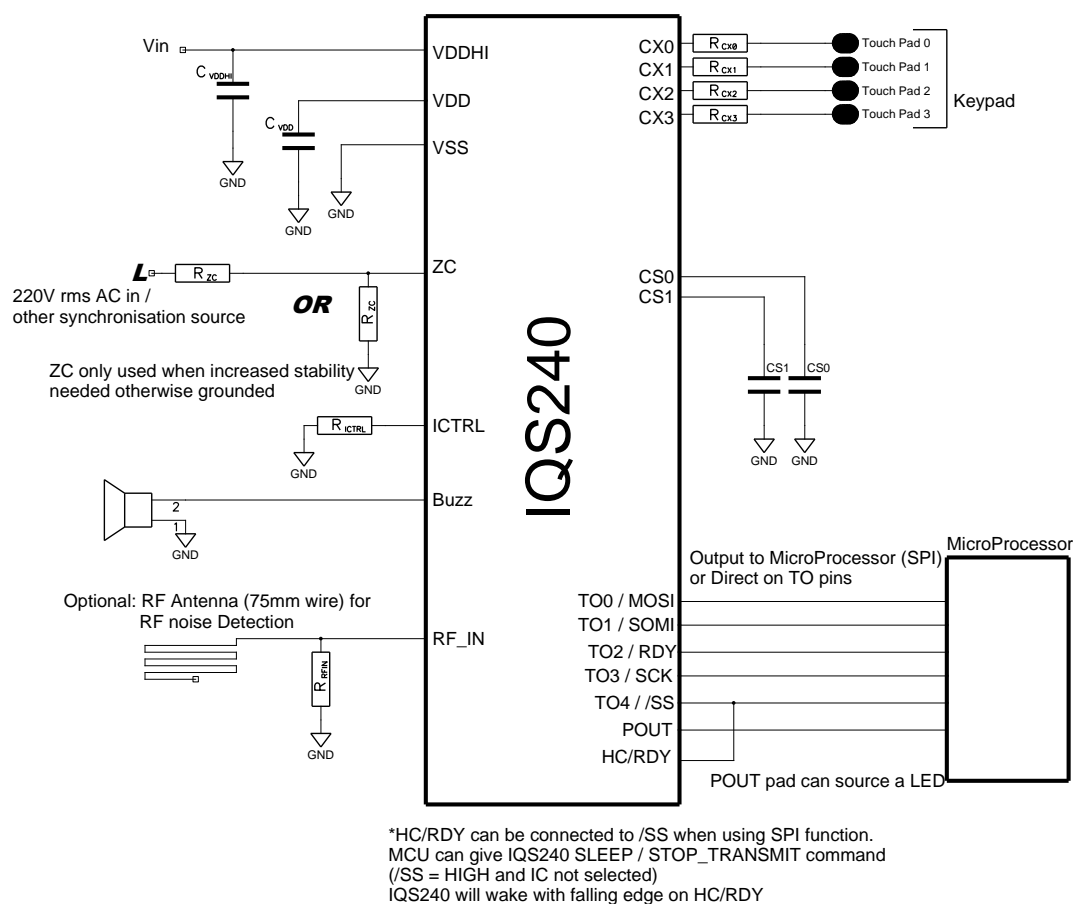 Vin
C VDDHI
GND
C VDD
GND
GND
VDDHI
VDD
VSS
L
R ZC
OR
R ZC
GND
ZC
220V rms AC in /
other synchronisation source
ZC only used when increased stability
needed otherwise grounded
R ICTRL
GND
ICTRL
2
1
GND
Buzz
Optional: RF Antenna (75mm wire) for
RF noise Detection
R RFIN
GND
RF_IN
IQS240
CX0
R CX0
Touch Pad 0
CX1
R CX1
Touch Pad 1
CX2
R CX2
Touch Pad 2
CX3
R CX3
Touch Pad 3
Keypad
CS0
CS1
CS1
CS0
GND
GND
MicroProcessor
Output to MicroProcessor (SPI)
or Direct on TO pins
TO0 / MOSI
TO1 / SOMI
TO2 / RDY
TO3 / SCK
TO4 / /SS
POUT
HC/RDY
POUT pad can source a LED
*HC/RDY can be connected to /SS when using SPI function.
MCU can give IQS240 SLEEP / STOP_TRANSMIT command
(/SS = HIGH and IC not selected)
IQS240 will wake with falling edge on HC/RDY